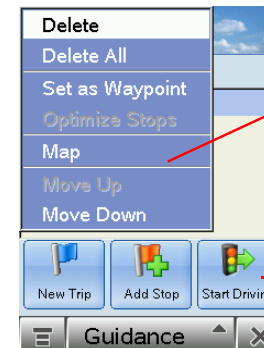 Delete
Delete All
Set as Waypoint
Optimize Stops
Map
Move Up
Move Down
New Trip
Add Stop
Start Drivin
Guidance